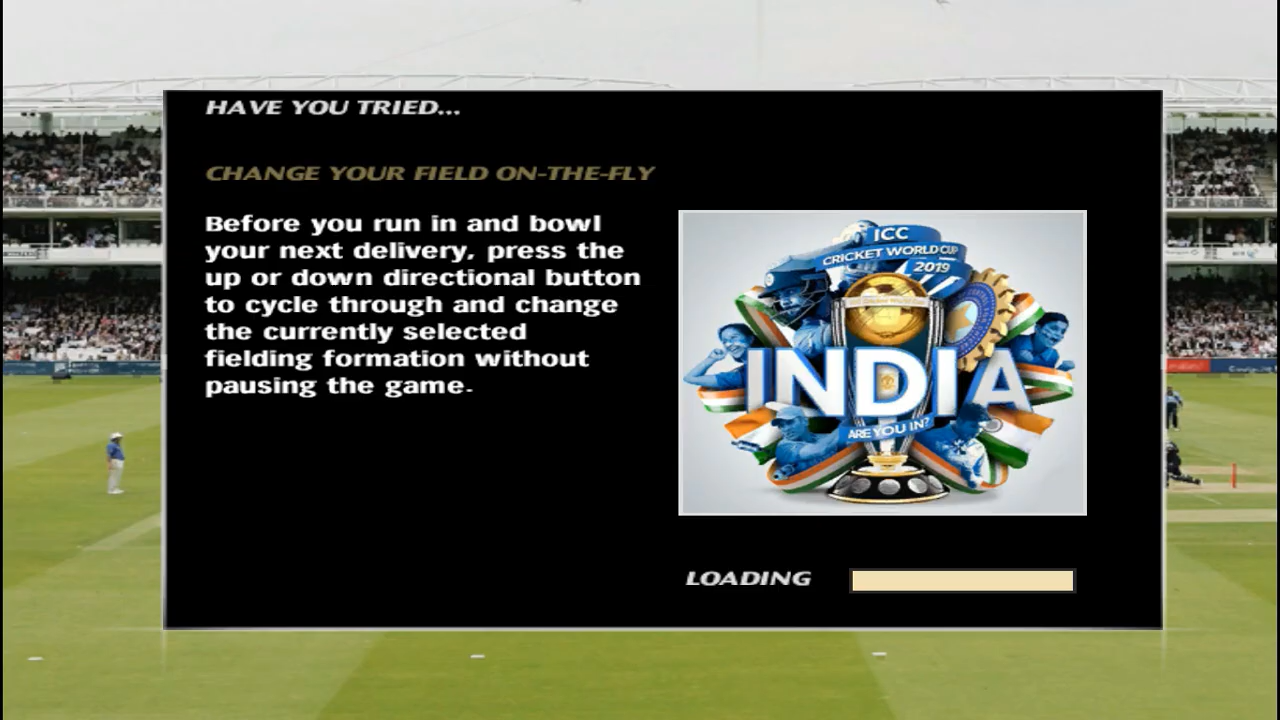 HAVE YOU TRIED...
CHANGE YOUR FIELD ON-THE-FLY
Before you run in and bowl
your next delivery, press the
up or down directional button
to cycle through and change
the currently selected
fielding formation without
pausing the game.
ICC
CRICKET WORLD CUP
2019
INDIA
ARE YOU IN?
LOADING